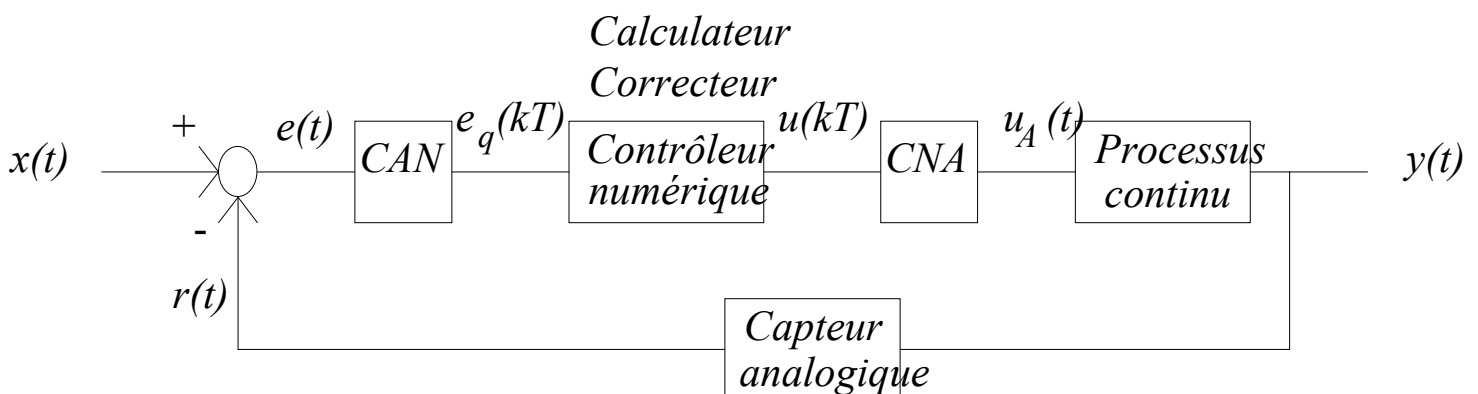 Calculateur
Correcteur
x(t)
+
-
e(t)
CAN
e_q(kT)
Contrôleur
numérique
u(kT)
CNA
u_A(t)
Processus
continu
y(t)
r(t)
Capteur
analogique